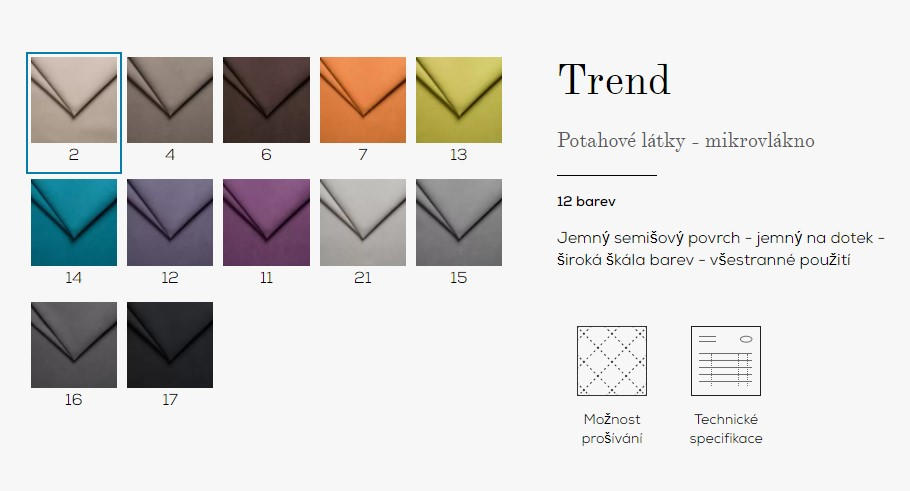 2
4
6
7
13
14
12
11
21
15
16
17
Trend
Potahové látky - mikrovlákno
12 barev
Jemný semišový povrch - jemný na dotek -
široká škála barev - všestranné použití
Možnost
prošívání
Technické
specifikace